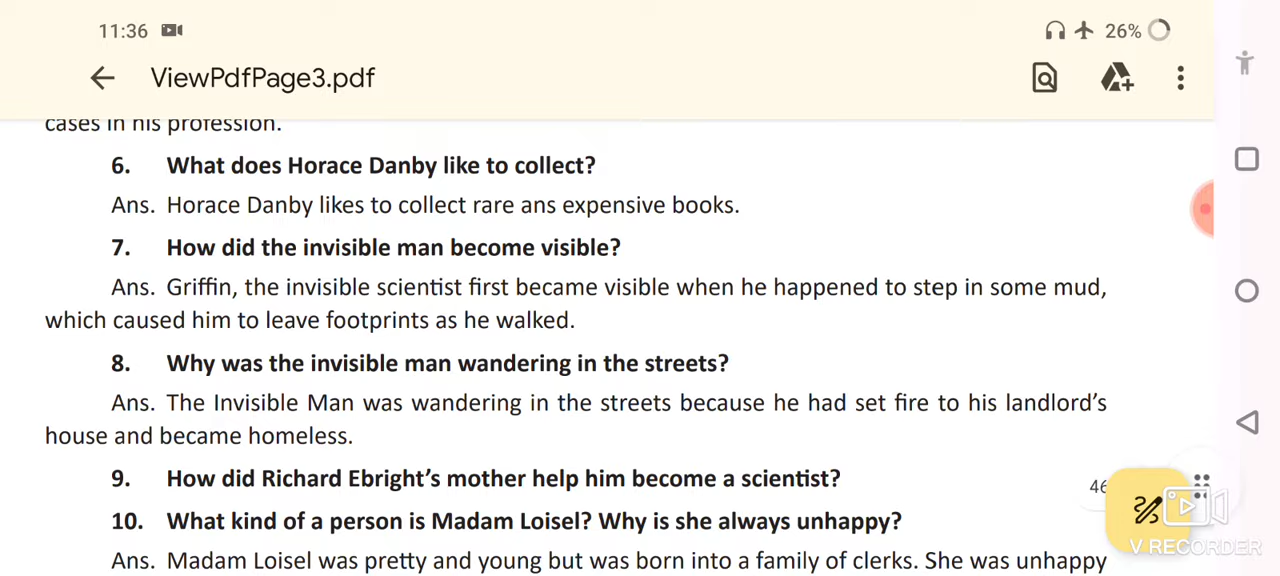 11:36 26%
ViewPdfPage3.pdf
cases in his profession.
6. What does Horace Danby like to collect?
Ans. Horace Danby likes to collect rare ans expensive books.
7. How did the invisible man become visible?
Ans. Griffin, the invisible scientist first became visible when he happened to step in some mud,
which caused him to leave footprints as he walked.
8. Why was the invisible man wandering in the streets?
Ans. The Invisible Man was wandering in the streets because he had set fire to his landlord's
house and became homeless.
9. How did Richard Ebright's mother help him become a scientist?
46
10. What kind of a person is Madam Loisel? Why is she always unhappy?
V RECORDER
Ans. Madam Loisel was pretty and young but was born into a family of clerks. She was unhappy